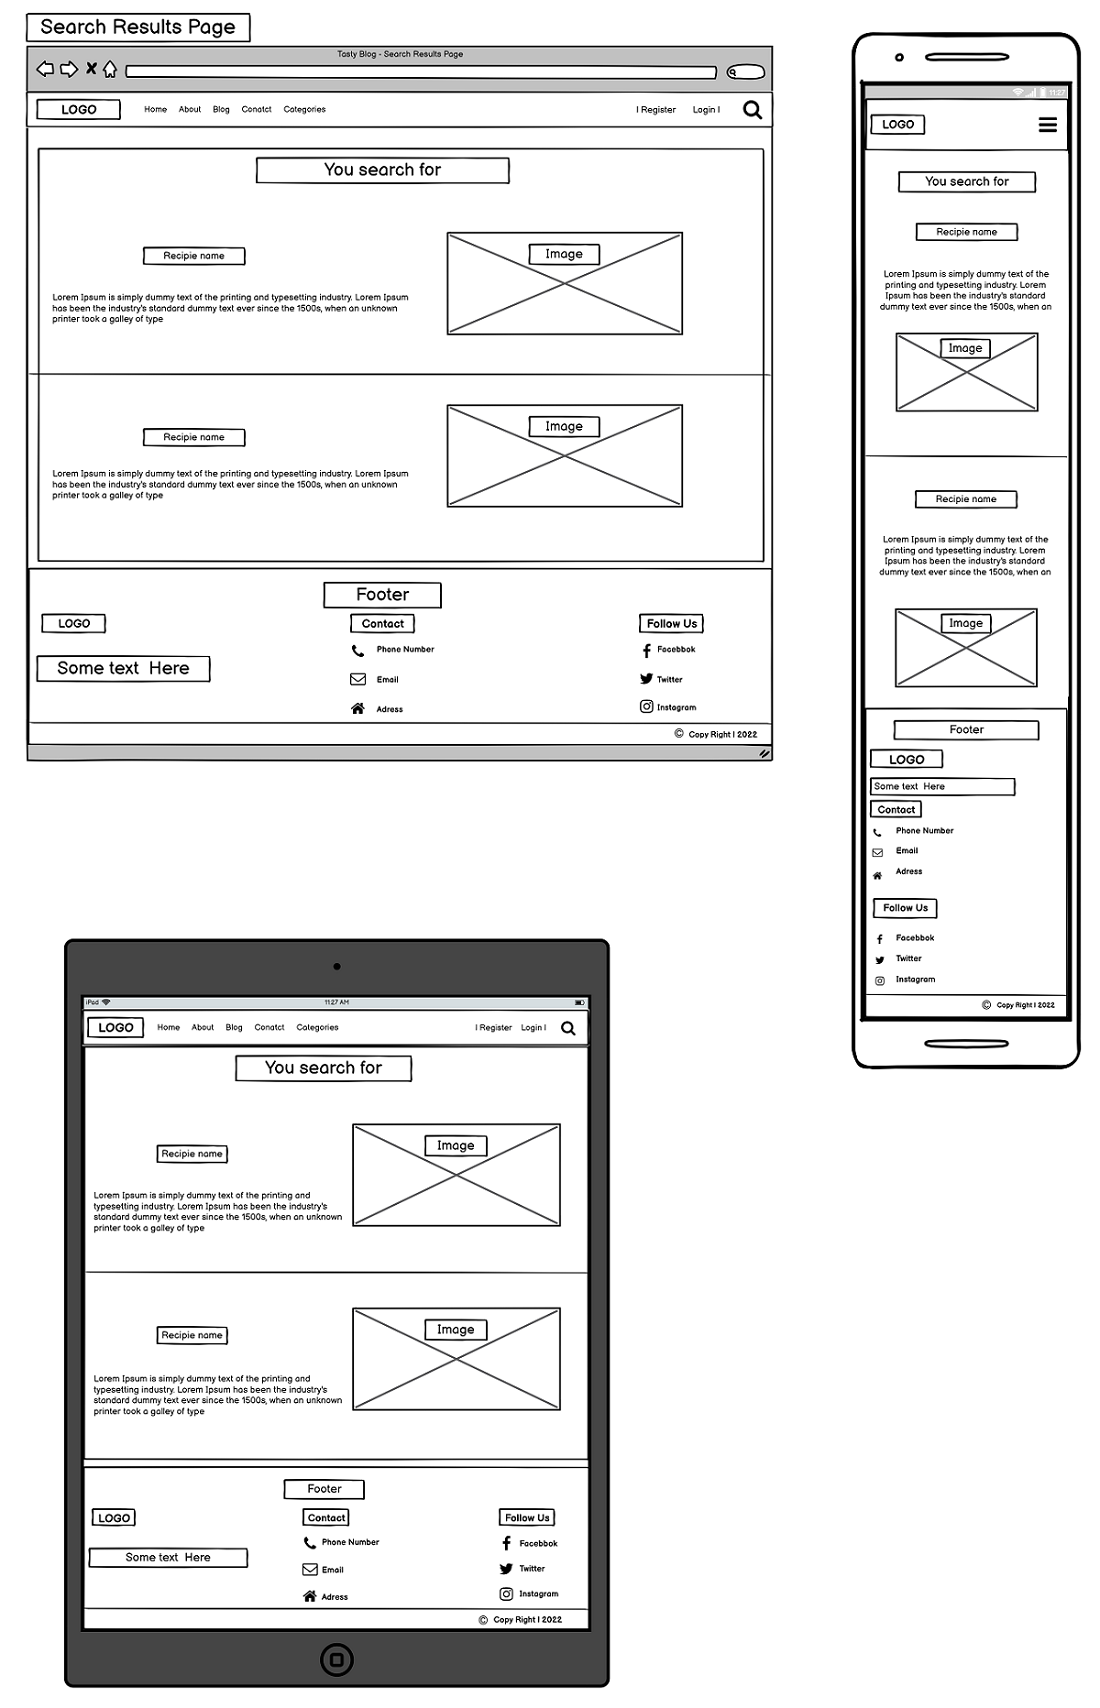 Search Results Page
Tasty Blog - Search Results Page
LOGO Home About Blog Conatct Categories | Register Login |
You search for
Recipie name
Image
Lorem Ipsum is simply dummy text of the printing and typesetting industry. Lorem Ipsum
has been the industry's standard dummy text ever since the 1500s, when an unknown
printer took a galley of type
Recipie name
Image
Lorem Ipsum is simply dummy text of the printing and typesetting industry. Lorem Ipsum
has been the industry's standard dummy text ever since the 1500s, when an unknown
printer took a galley of type
Footer
LOGO
Some text Here
Contact
Phone Number
Email
Adress
Follow Us
Facebbok
Twitter
Instagram
© Copy Right | 2022
11:27
LOGO
You search for
Recipie name
Lorem Ipsum is simply dummy text of the
printing and typesetting industry. Lorem
Ipsum has been the industry's standard
dummy text ever since the 1500s, when an
Image
Recipie name
Lorem Ipsum is simply dummy text of the
printing and typesetting industry. Lorem
Ipsum has been the industry's standard
dummy text ever since the 1500s, when an
Image
Footer
LOGO
Some text Here
Contact
Phone Number
Email
Adress
Follow Us
Facebbok
Twitter
Instagram
© Copy Right | 2022
iPad 11:27 AM
LOGO Home About Blog Conatct Categories | Register Login |
You search for
Recipie name
Image
Lorem Ipsum is simply dummy text of the printing and
typesetting industry. Lorem Ipsum has been the industry's
standard dummy text ever since the 1500s, when an unknown
printer took a galley of type
Recipie name
Image
Lorem Ipsum is simply dummy text of the printing and
typesetting industry. Lorem Ipsum has been the industry's
standard dummy text ever since the 1500s, when an unknown
printer took a galley of type
Footer
LOGO
Some text Here
Contact
Phone Number
Email
Adress
Follow Us
Facebbok
Twitter
Instagram
© Copy Right | 2022